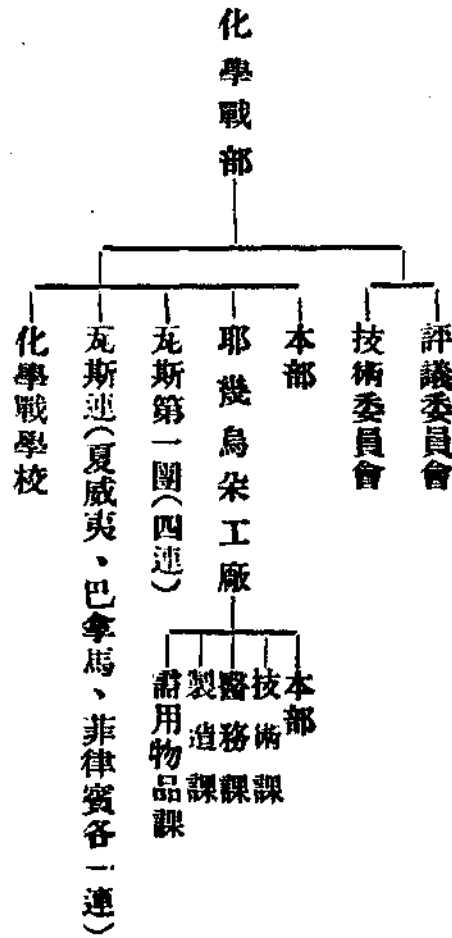 化學戰部
評議委員會
技術委員會
本部
耶幾烏朵工廠
本部
技術課
醫務課
製造課
諸用物品課
瓦斯第一團(四連)
瓦斯連(夏威夷、巴拿馬、菲律賓各一連)
化學戰學校